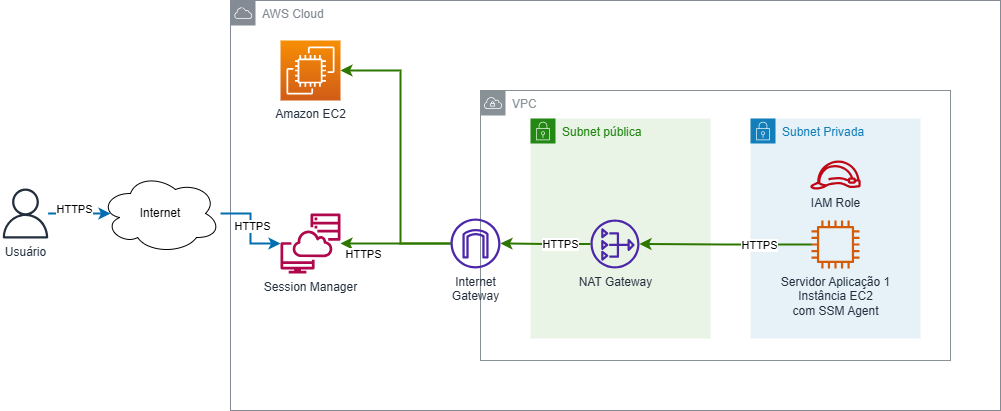 AWS Cloud
Amazon EC2
VPC
Subnet pública
Subnet Privada
IAM Role
Usuário
HTTPS
Internet
HTTPS
Session Manager
HTTPS
Internet
Gateway
HTTPS
NAT Gateway
HTTPS
Servidor Aplicação 1
Instância EC2
com SSM Agent